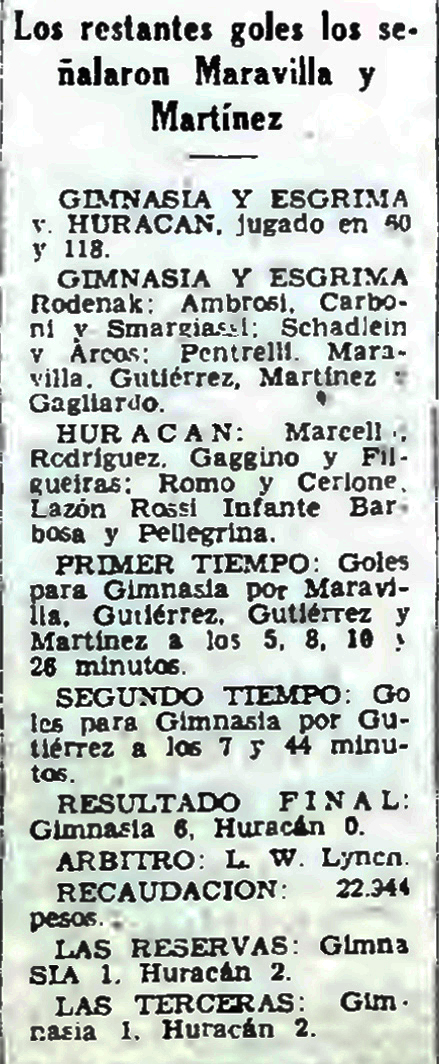 Los restantes goles los se-
ñalaron Maravilla y
Martínez
GIMNASIA Y ESGRIMA
v. HURACAN, jugado en 60
y 118.
GIMNASIA Y ESGRIMA
Rodenak; Ambrosi, Carbo-
ni y Smargiassi; Schadlein
y Arcos; Pentrelli, Mara-
villa, Gutiérrez, Martínez y
Gagliardo.
HURACAN: Marcell
Rodríguez, Gaggino y Fil-
gueiras; Romo y Cerione,
Lazón Rossi Infante Bar-
bosa y Pellegrina.
PRIMER TIEMPO: Goles
para Gimnasia por Maravi-
lla, Gutiérrez, Gutiérrez y
Martínez a los 5, 8, 10 y
26 minutos.
SEGUNDO TIEMPO: Go
les para Gimnasia por Gu-
tiérrez a los 7 y 44 minu-
tos.
RESULTADO FINAL:
Gimnasia 6, Huracán 0.
ARBITRO: L. W. Lynch.
RECAUDACION: 22.344
pesos.
LAS RESERVAS: Gimna
SIA 1, Huracán 2.
LAS TERCERAS: Gim-
nasia 1, Huracán 2.